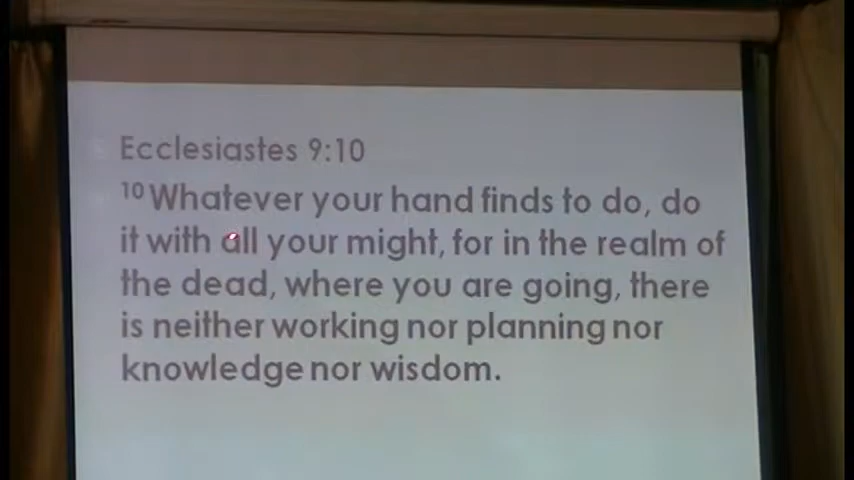 Ecclesiastes 9:10
10 Whatever your hand finds to do, do
it with all your might, for in the realm of
the dead, where you are going, there
is neither working nor planning nor
knowledge nor wisdom.